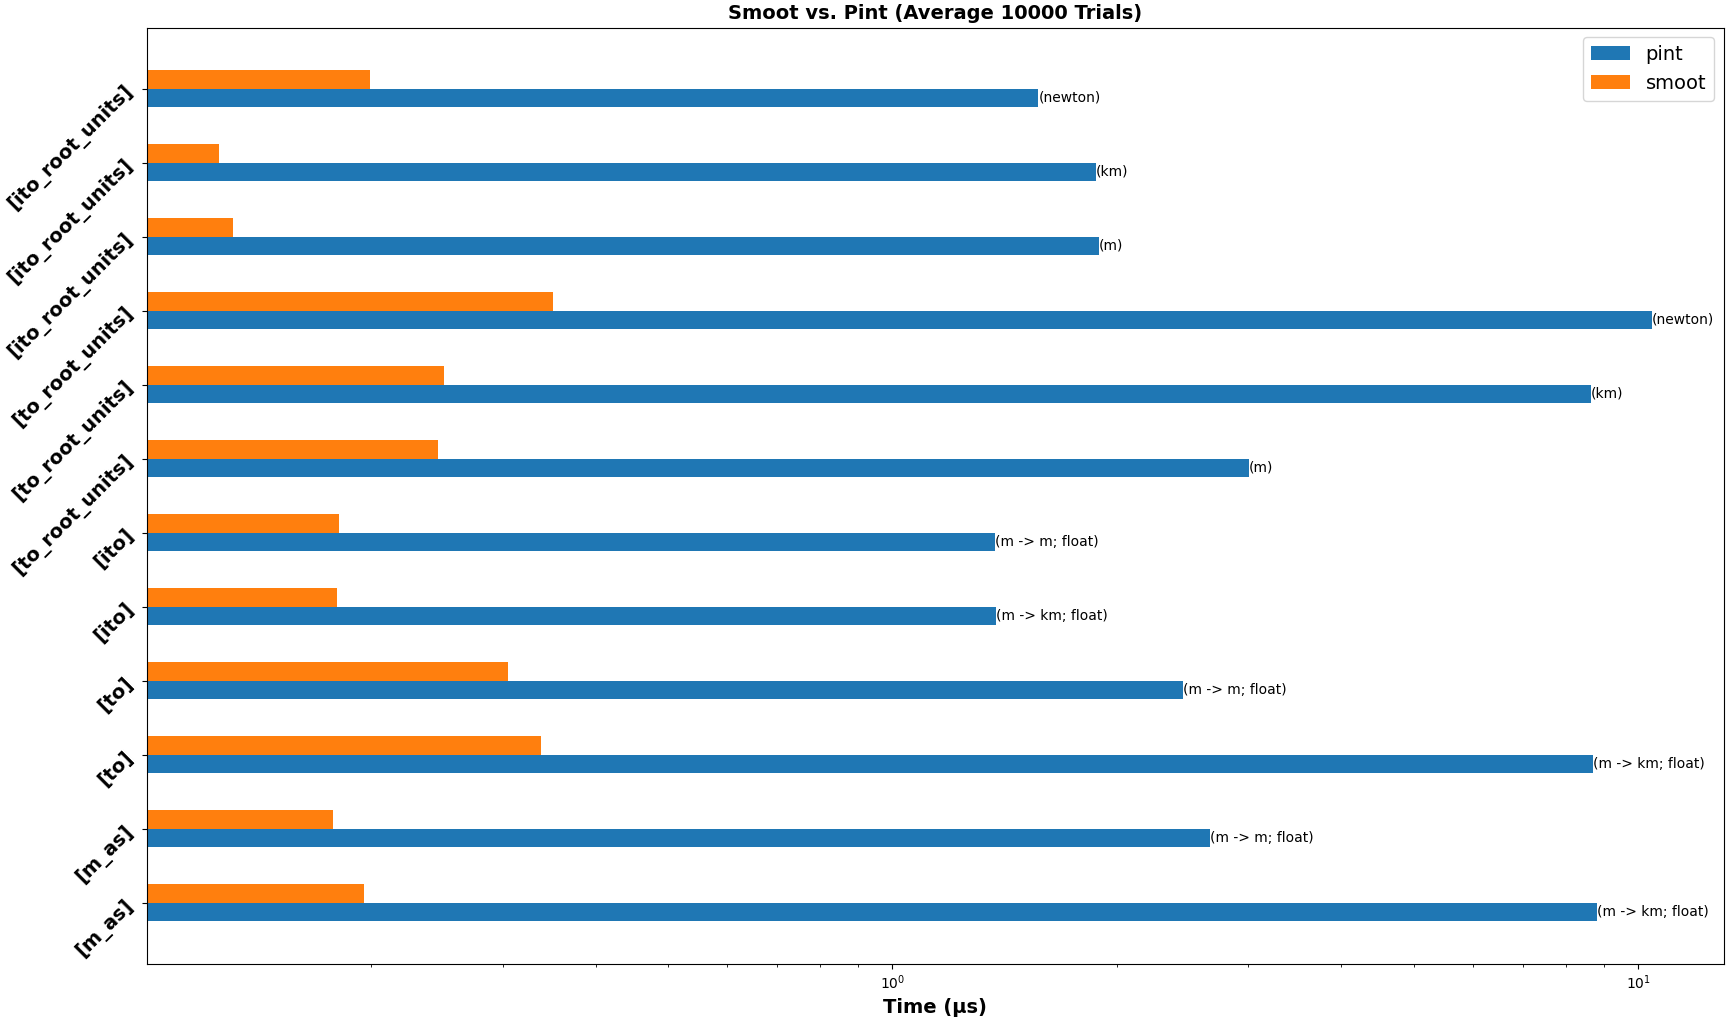 Smoot vs. Pint (Average 10000 Trials)
pint
smoot
[ito_root_units]
(newton)
[ito_root_units]
(km)
[ito_root_units]
(m)
[to_root_units]
(newton)
[to_root_units]
(km)
[to_root_units]
(m)
[ito]
(m -> m; float)
[ito]
(m -> km; float)
[to]
(m -> m; float)
[to]
(m -> km; float)
[m_as]
(m -> m; float)
[m_as]
(m -> km; float)
10⁰
10¹
Time (µs)